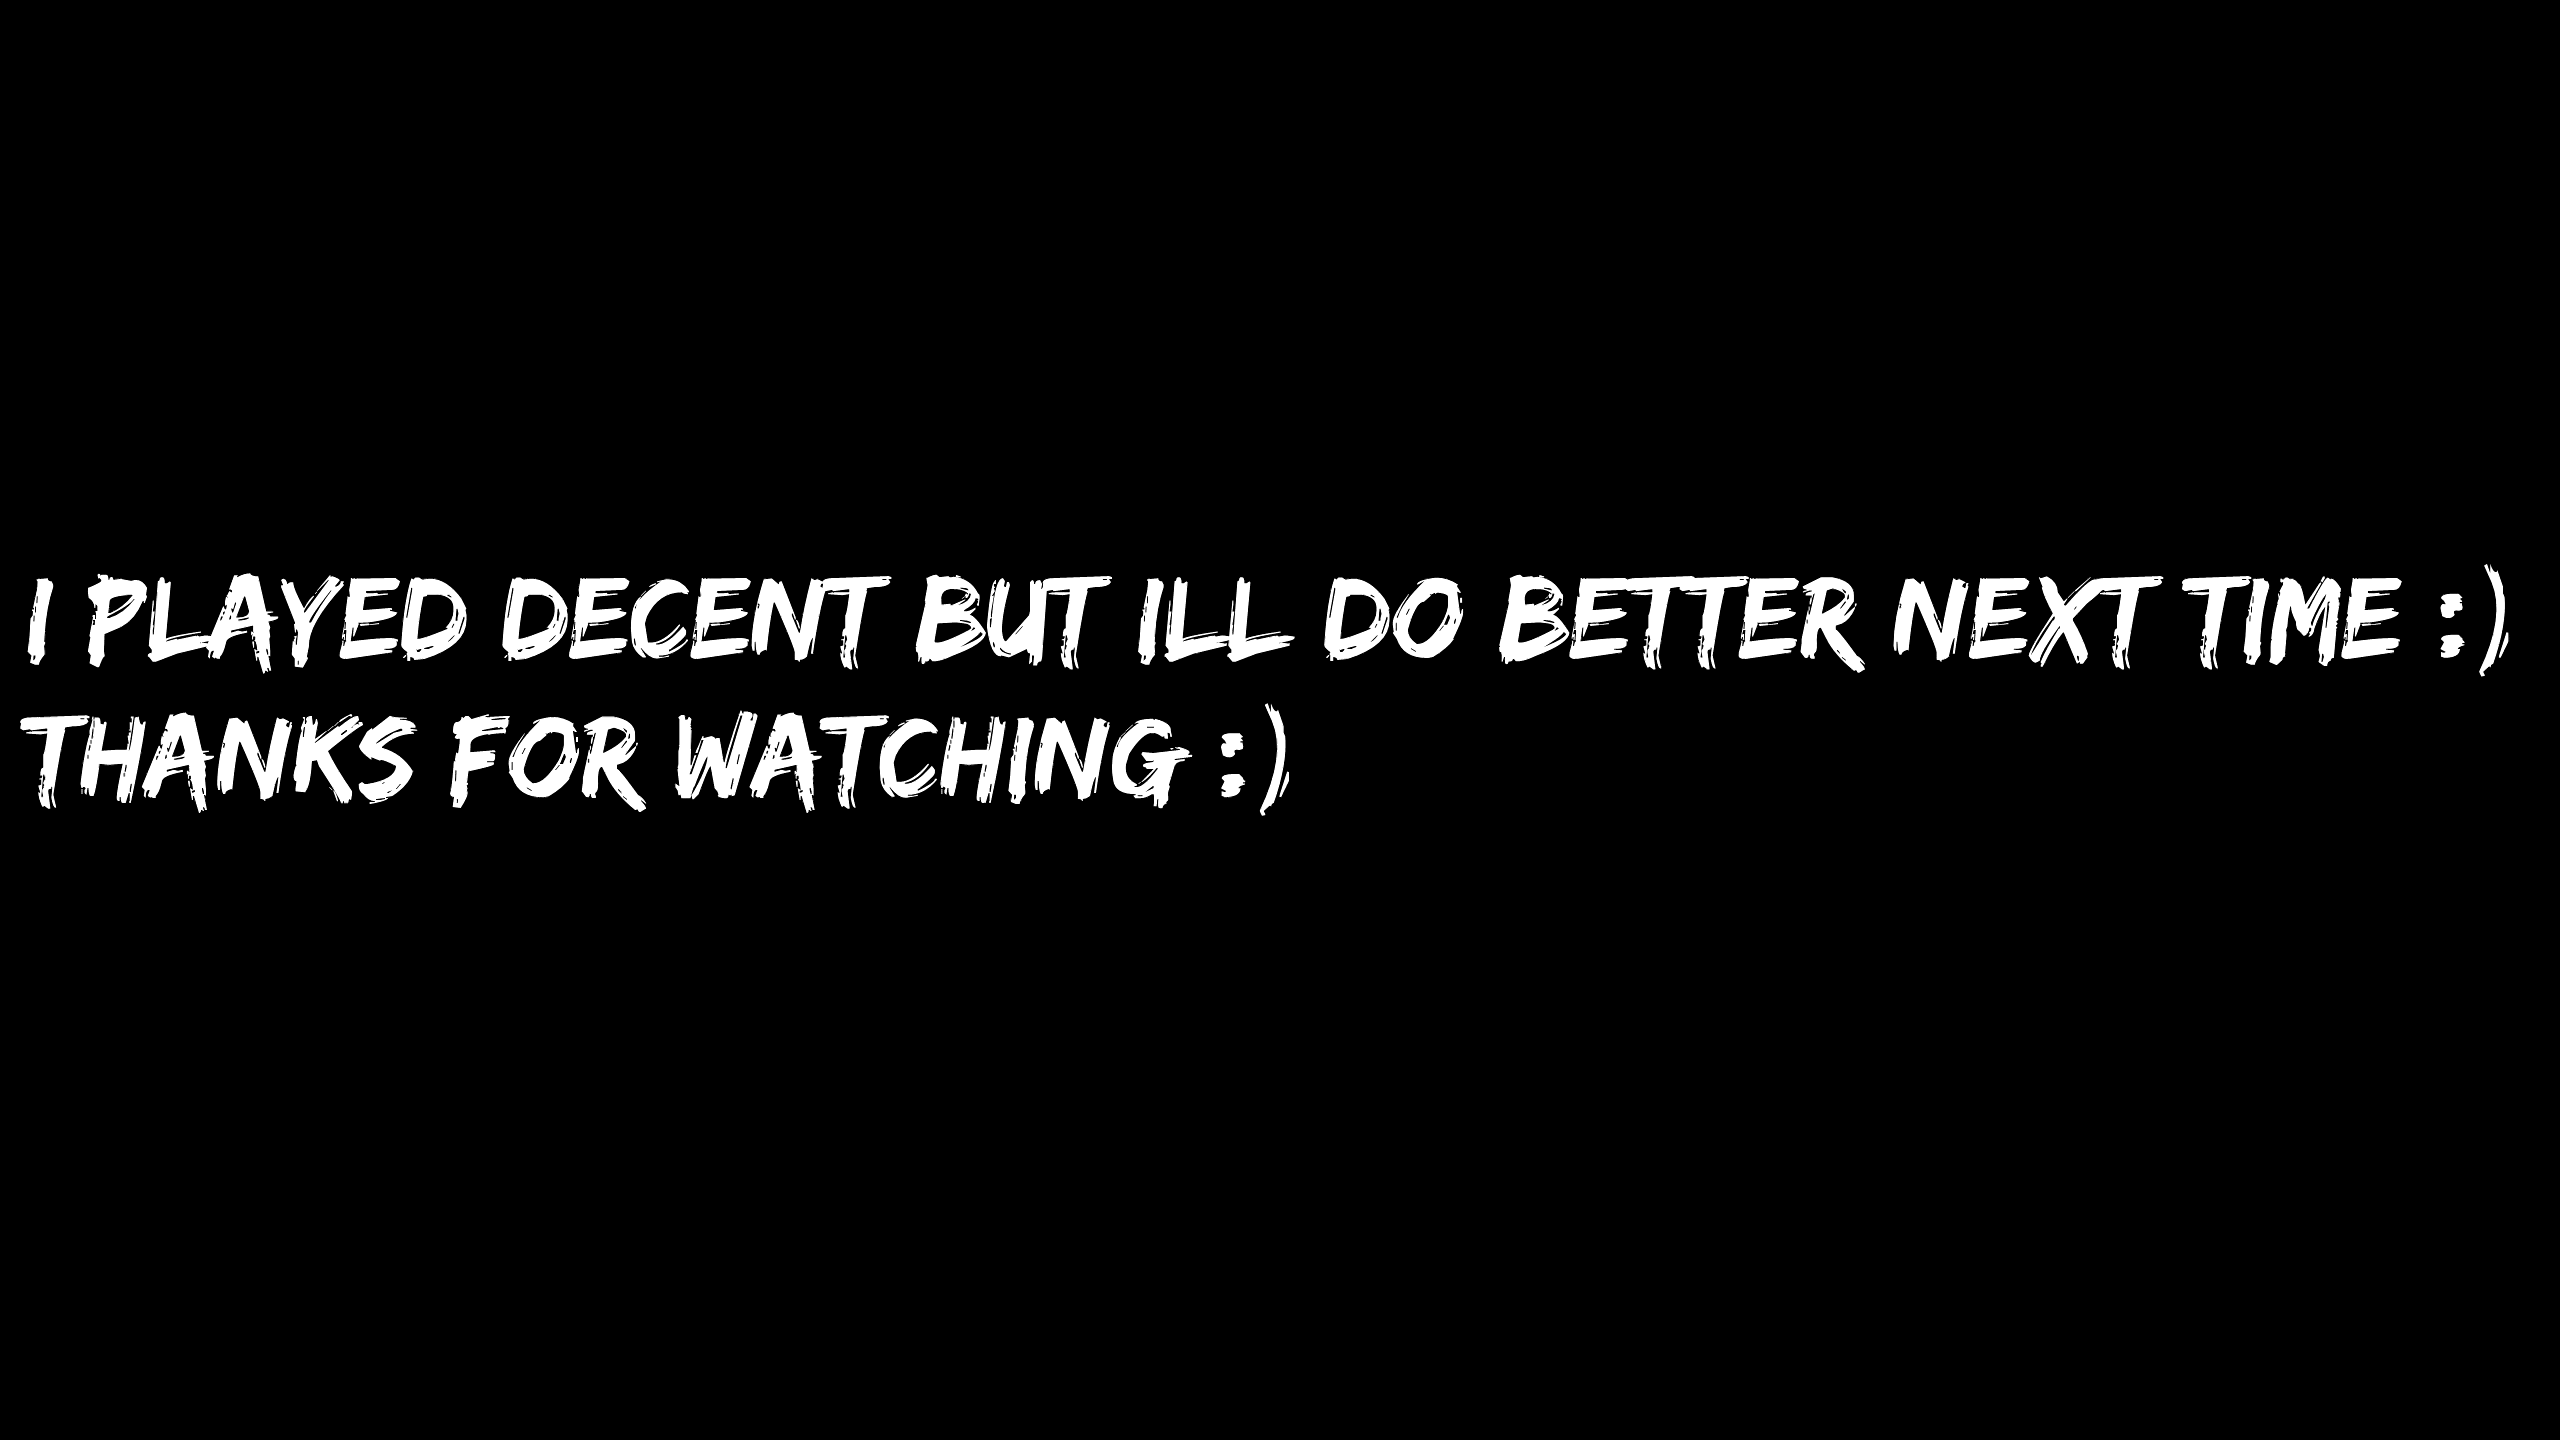 I PLAYED DECENT BUT ILL DO BETTER NEXT TIME :)
THANKS FOR WATCHING :)